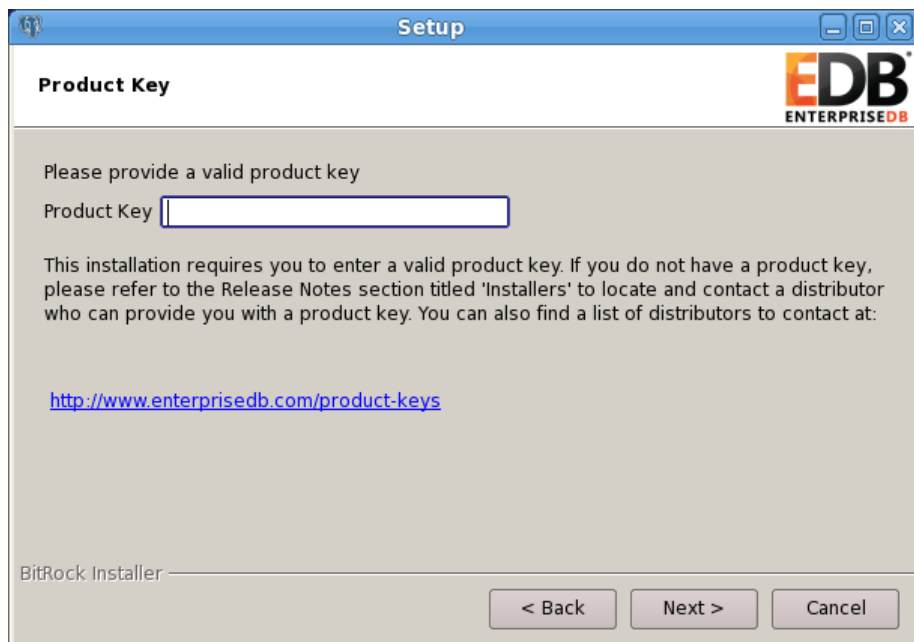 Setup
Product Key
EDB
ENTERPRISEDB
Please provide a valid product key
Product Key
This installation requires you to enter a valid product key. If you do not have a product key,
please refer to the Release Notes section titled 'Installers' to locate and contact a distributor
who can provide you with a product key. You can also find a list of distributors to contact at:
http://www.enterprisedb.com/product-keys
BitRock Installer
< Back Next > Cancel